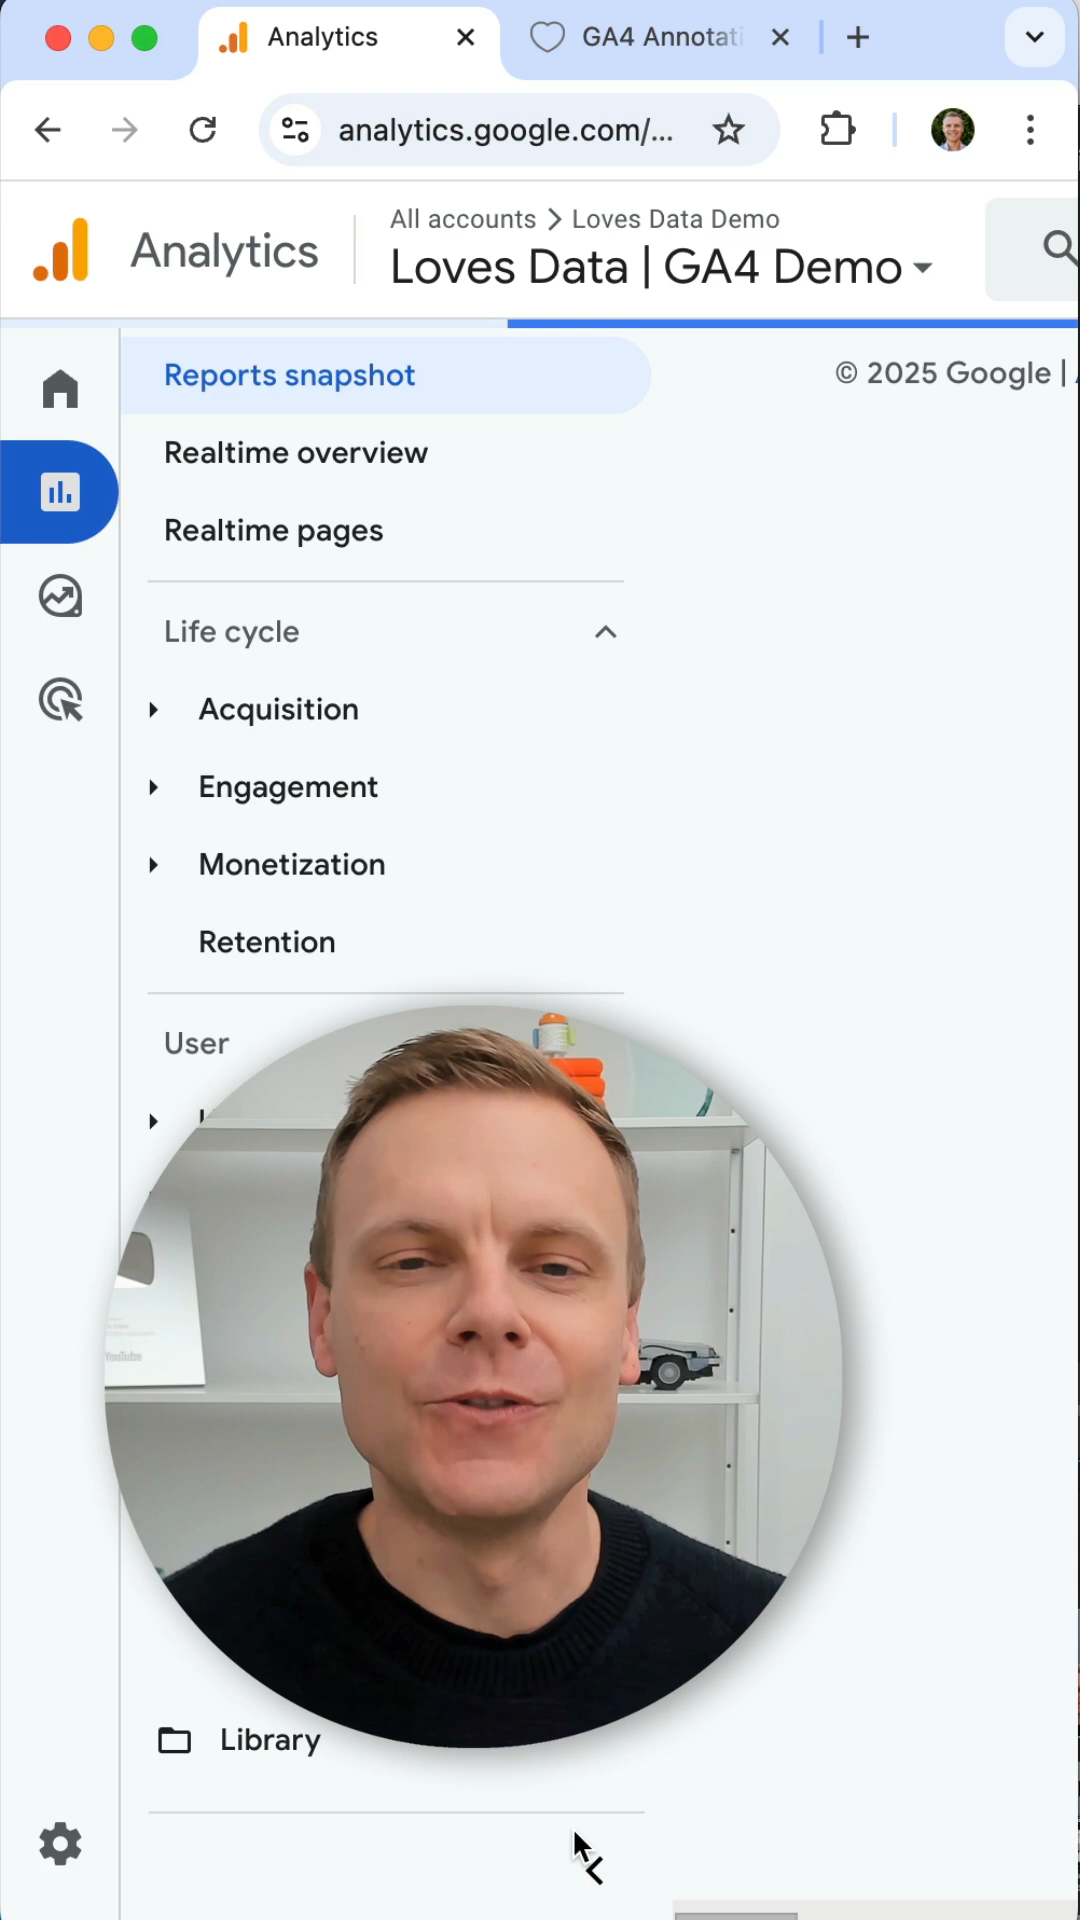 Analytics
GA4 Annotati
analytics.google.com/...
Analytics
All accounts > Loves Data Demo
Loves Data | GA4 Demo
Reports snapshot
© 2025 Google |
Realtime overview
Realtime pages
Life cycle
Acquisition
Engagement
Monetization
Retention
User
YouTube
Library